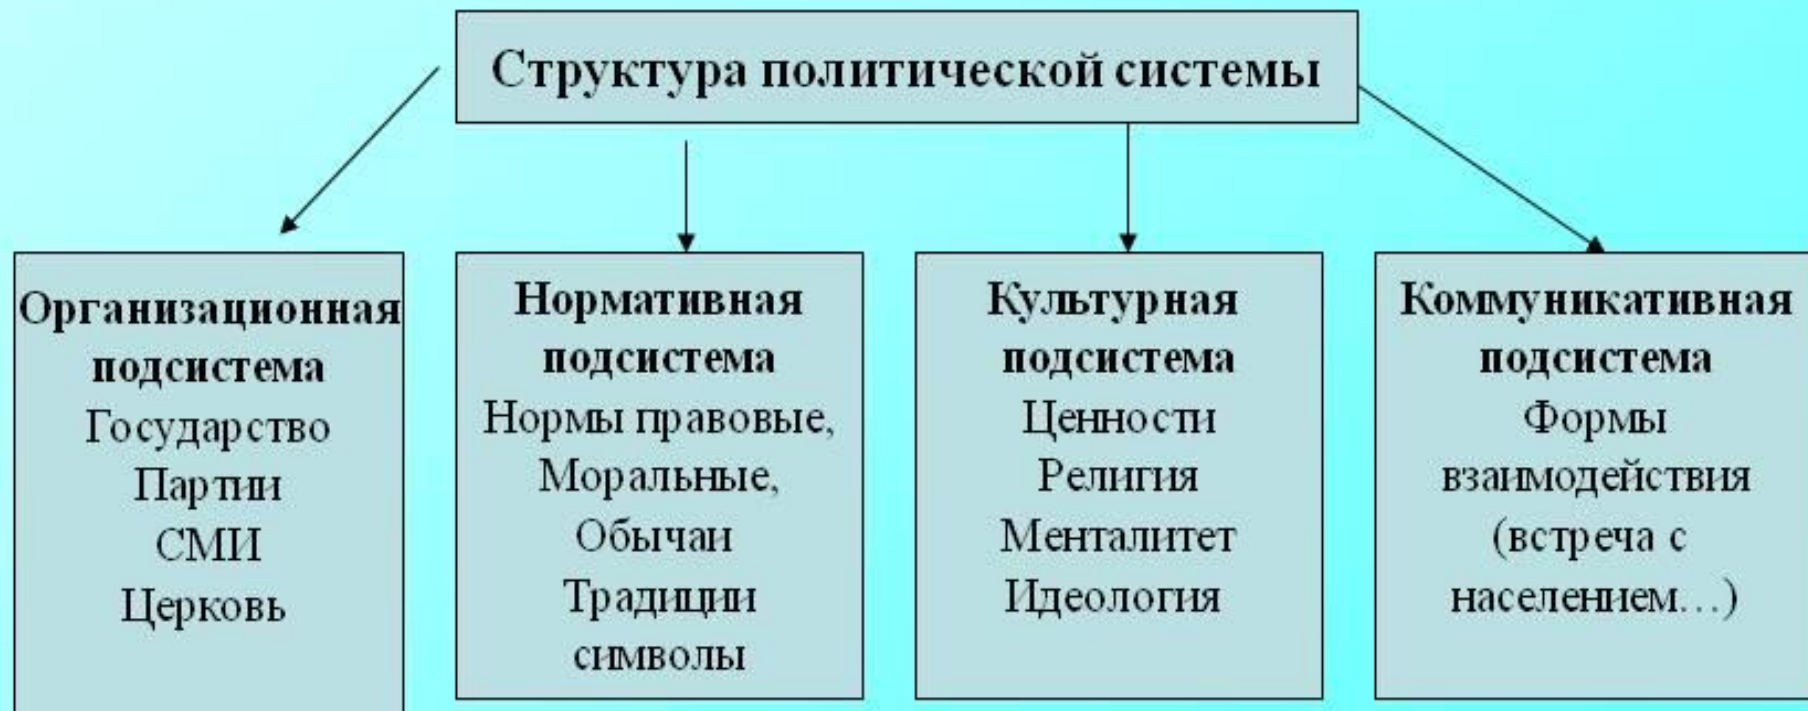 Структура политической системы
Организационная
подсистема
Государство
Партии
СМИ
Церковь
Нормативная
подсистема
Нормы правовые,
Моральные,
Обычаи
Традиции
символы
Культурная
подсистема
Ценности
Религия
Менталитет
Идеология
Коммуникативная
подсистема
Формы
взаимодействия
(встреча с
населением…)